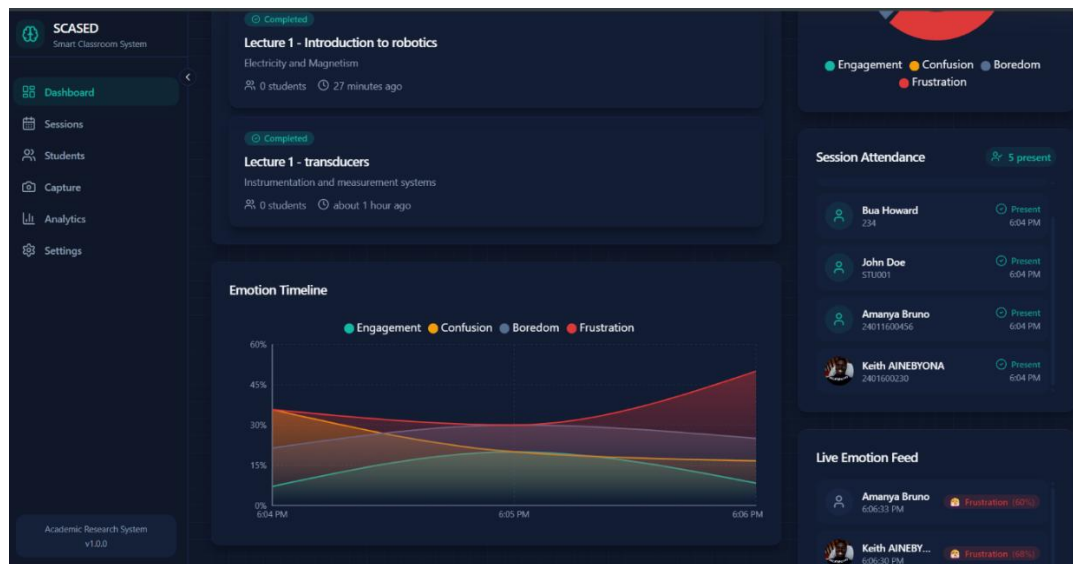 SCASED
Smart Classroom System
Dashboard
Sessions
Students
Capture
Analytics
Settings
Academic Research System
v1.0.0
Completed
Lecture 1 - Introduction to robotics
Electricity and Magnetism
0 students 27 minutes ago
Completed
Lecture 1 - transducers
Instrumentation and measurement systems
0 students about 1 hour ago
Emotion Timeline
Engagement Confusion Boredom Frustration
60%
45%
30%
15%
0%
6:04 PM 6:05 PM 6:06 PM
Engagement Confusion Boredom
Frustration
Session Attendance 5 present
Bua Howard Present
234 6:04 PM
John Doe Present
STU001 6:04 PM
Amanya Bruno Present
24011600456 6:04 PM
Keith AINEBYONA Present
2401600230 6:04 PM
Live Emotion Feed
Amanya Bruno Frustration (60%)
6:06:33 PM
Keith AINEBY... Frustration (68%)
6:06:30 PM